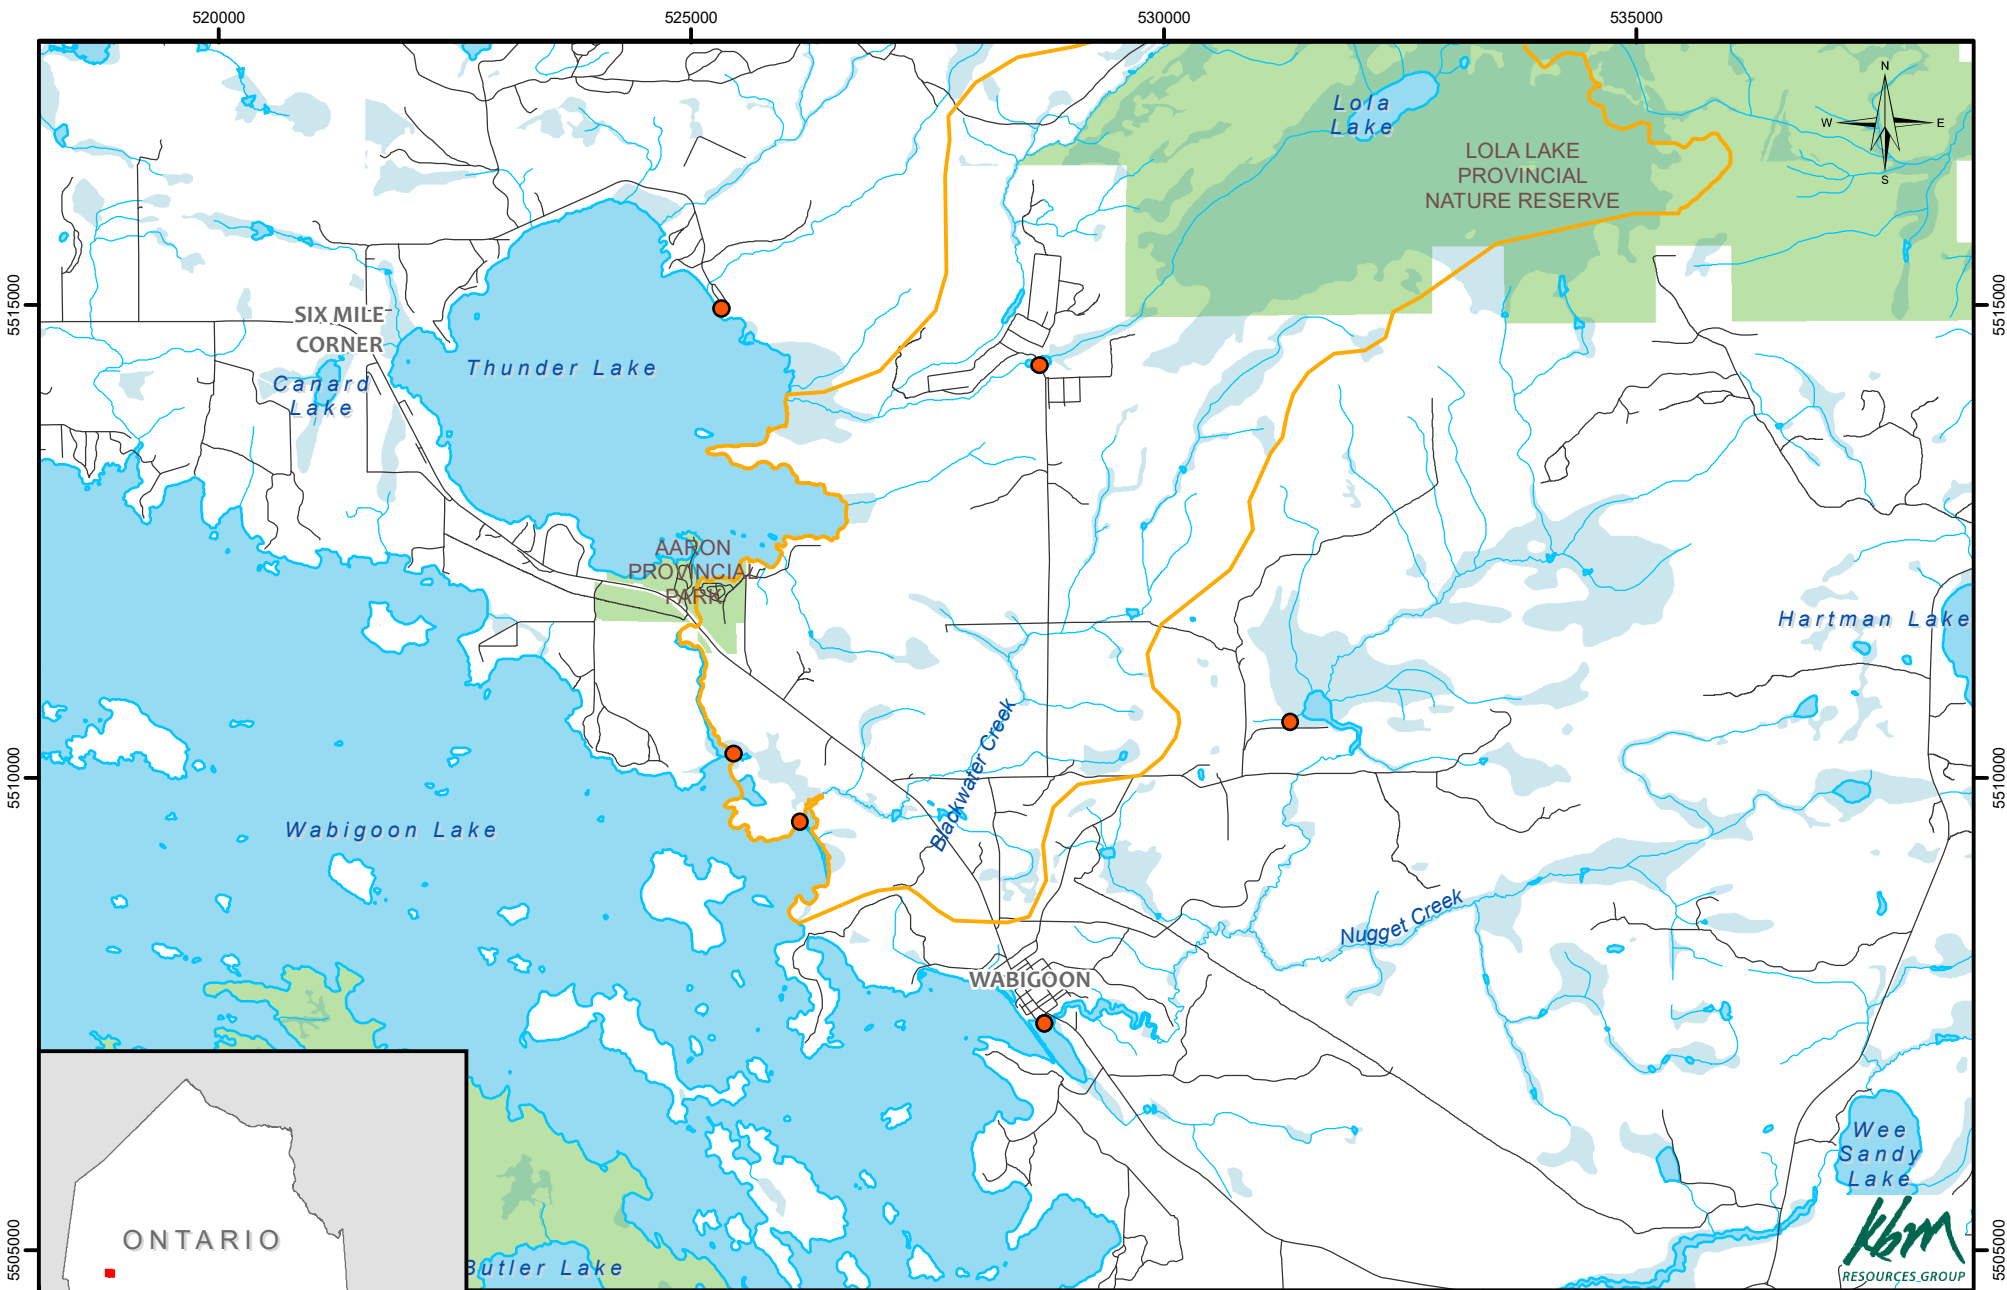 520000
525000
530000
535000
N
W
E
S
Lola
Lake
LOLA LAKE
PROVINCIAL
NATURE RESERVE
5515000
5515000
SIX MILE
CORNER
Thunder Lake
Canard
Lake
AARON
PROVINCIAL
PARK
Hartman Lake
Blackwater Creek
5510000
5510000
Wabigoon Lake
Nugget Creek
WABIGOON
Wee
Sandy
Lake
ONTARIO
Butler Lake
5505000
5505000
kbm
RESOURCES GROUP